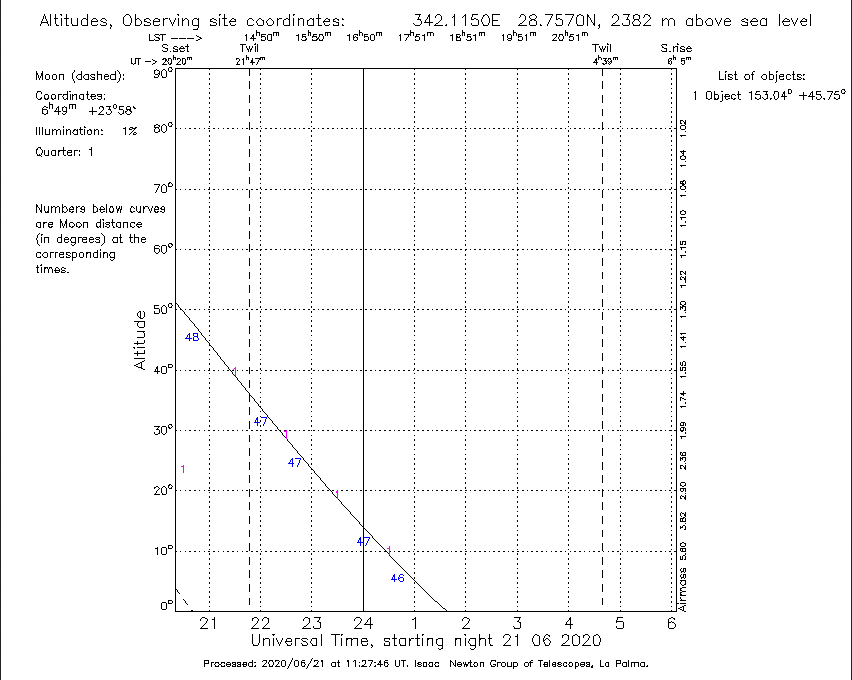 Altitudes, Observing site coordinates: 342.1150E 28.7570N, 2382 m above sea level
LST ---> 14h50m 15h50m 16h50m 17h51m 18h51m 19h51m 20h51m
S.set Twil Twil S.rise
UT -> 20h20m 21h47m 4h39m 6h 5m
Moon (dashed):
Coordinates:
6h49m +23°58'
Illumination: 1%
Quarter: 1
Numbers below curves
are Moon distance
(in degrees) at the
corresponding
times.
List of objects:
1 Object 153.04D +45.75°
Altitude
90°
80°
70°
60°
50°
40°
30°
20°
10°
0°
48
1
47
1
47
1
1
47
1
46
1.02
1.04
1.06
1.10
1.15
1.22
1.30
1.41
1.55
1.74
1.99
2.36
2.90
3.82
5.60
Airmass
21 22 23 24 1 2 3 4 5 6
Universal Time, starting night 21 06 2020
Processed: 2020/06/21 at 11:27:46 UT. Isaac Newton Group of Telescopes, La Palma.